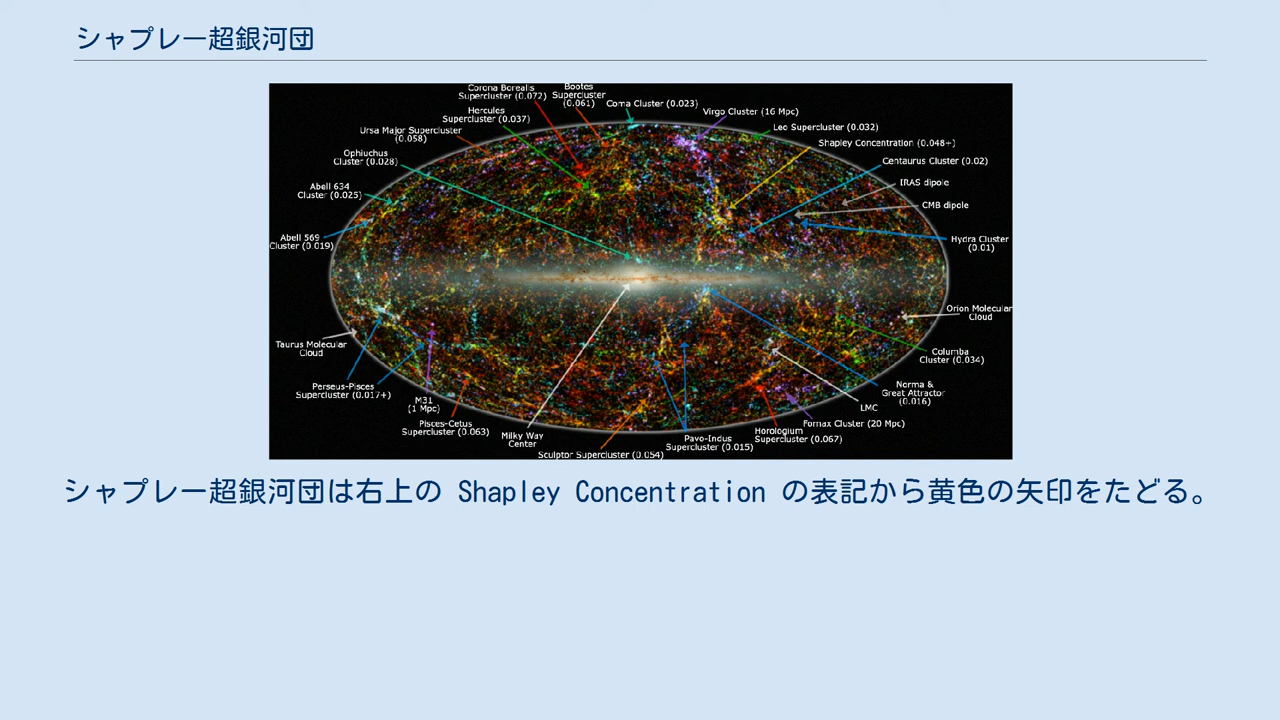 シャプレー超銀河団
Corona Borealis
Supercluster (0.072)
Bootes
Supercluster
(0.061)
Coma Cluster (0.023)
Hercules
Supercluster (0.037)
Virgo Cluster (16 Mpc)
Ursa Major Supercluster
(0.058)
Leo Supercluster (0.032)
Shapley Concentration (0.048+)
Ophiuchus
Cluster (0.028)
Centaurus Cluster (0.02)
Abell 634
Cluster (0.025)
IRAS dipole
CMB dipole
Abell 569
Cluster (0.019)
Hydra Cluster
(0.01)
Orion Molecular
Cloud
Taurus Molecular
Cloud
Columba
Cluster (0.034)
Perseus-Pisces
Supercluster (0.017+)
Norma &
Great Attractor
(0.016)
M31
(1 Mpc)
LMC
Pisces-Cetus
Supercluster (0.063)
Fornax Cluster (20 Mpc)
Milky Way
Center
Horologium
Supercluster (0.067)
Pavo-Indus
Supercluster (0.015)
Sculptor Supercluster (0.054)
シャプレー超銀河団は右上の Shapley Concentration の表記から黄色の矢印をたどる。